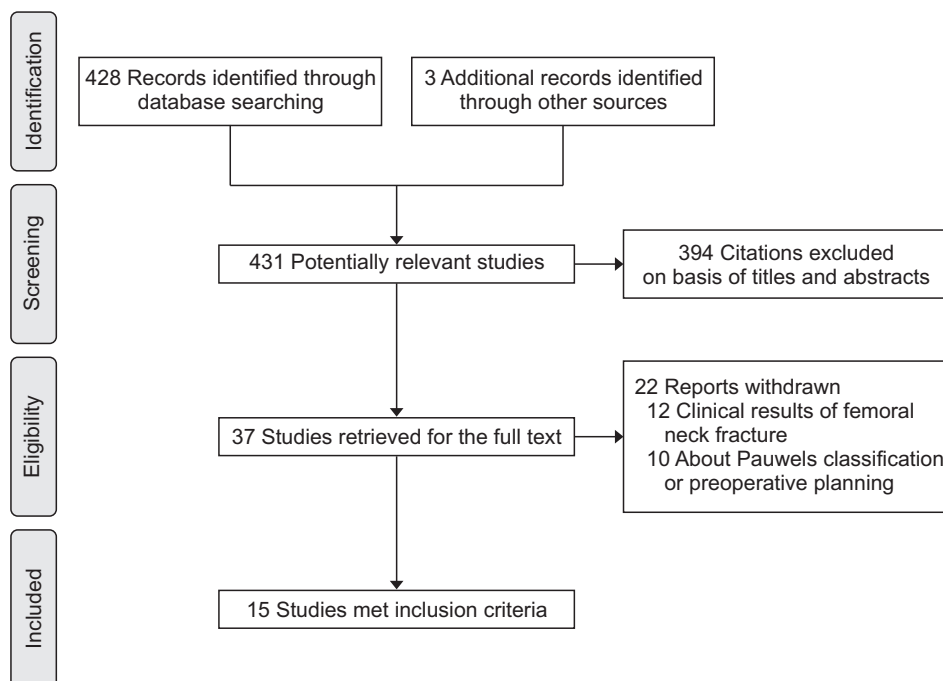 Identification
428 Records identified through
database searching
3 Additional records identified
through other sources
Screening
431 Potentially relevant studies
394 Citations excluded
on basis of titles and abstracts
Eligibility
37 Studies retrieved for the full text
22 Reports withdrawn
12 Clinical results of femoral
neck fracture
10 About Pauwels classification
or preoperative planning
Included
15 Studies met inclusion criteria